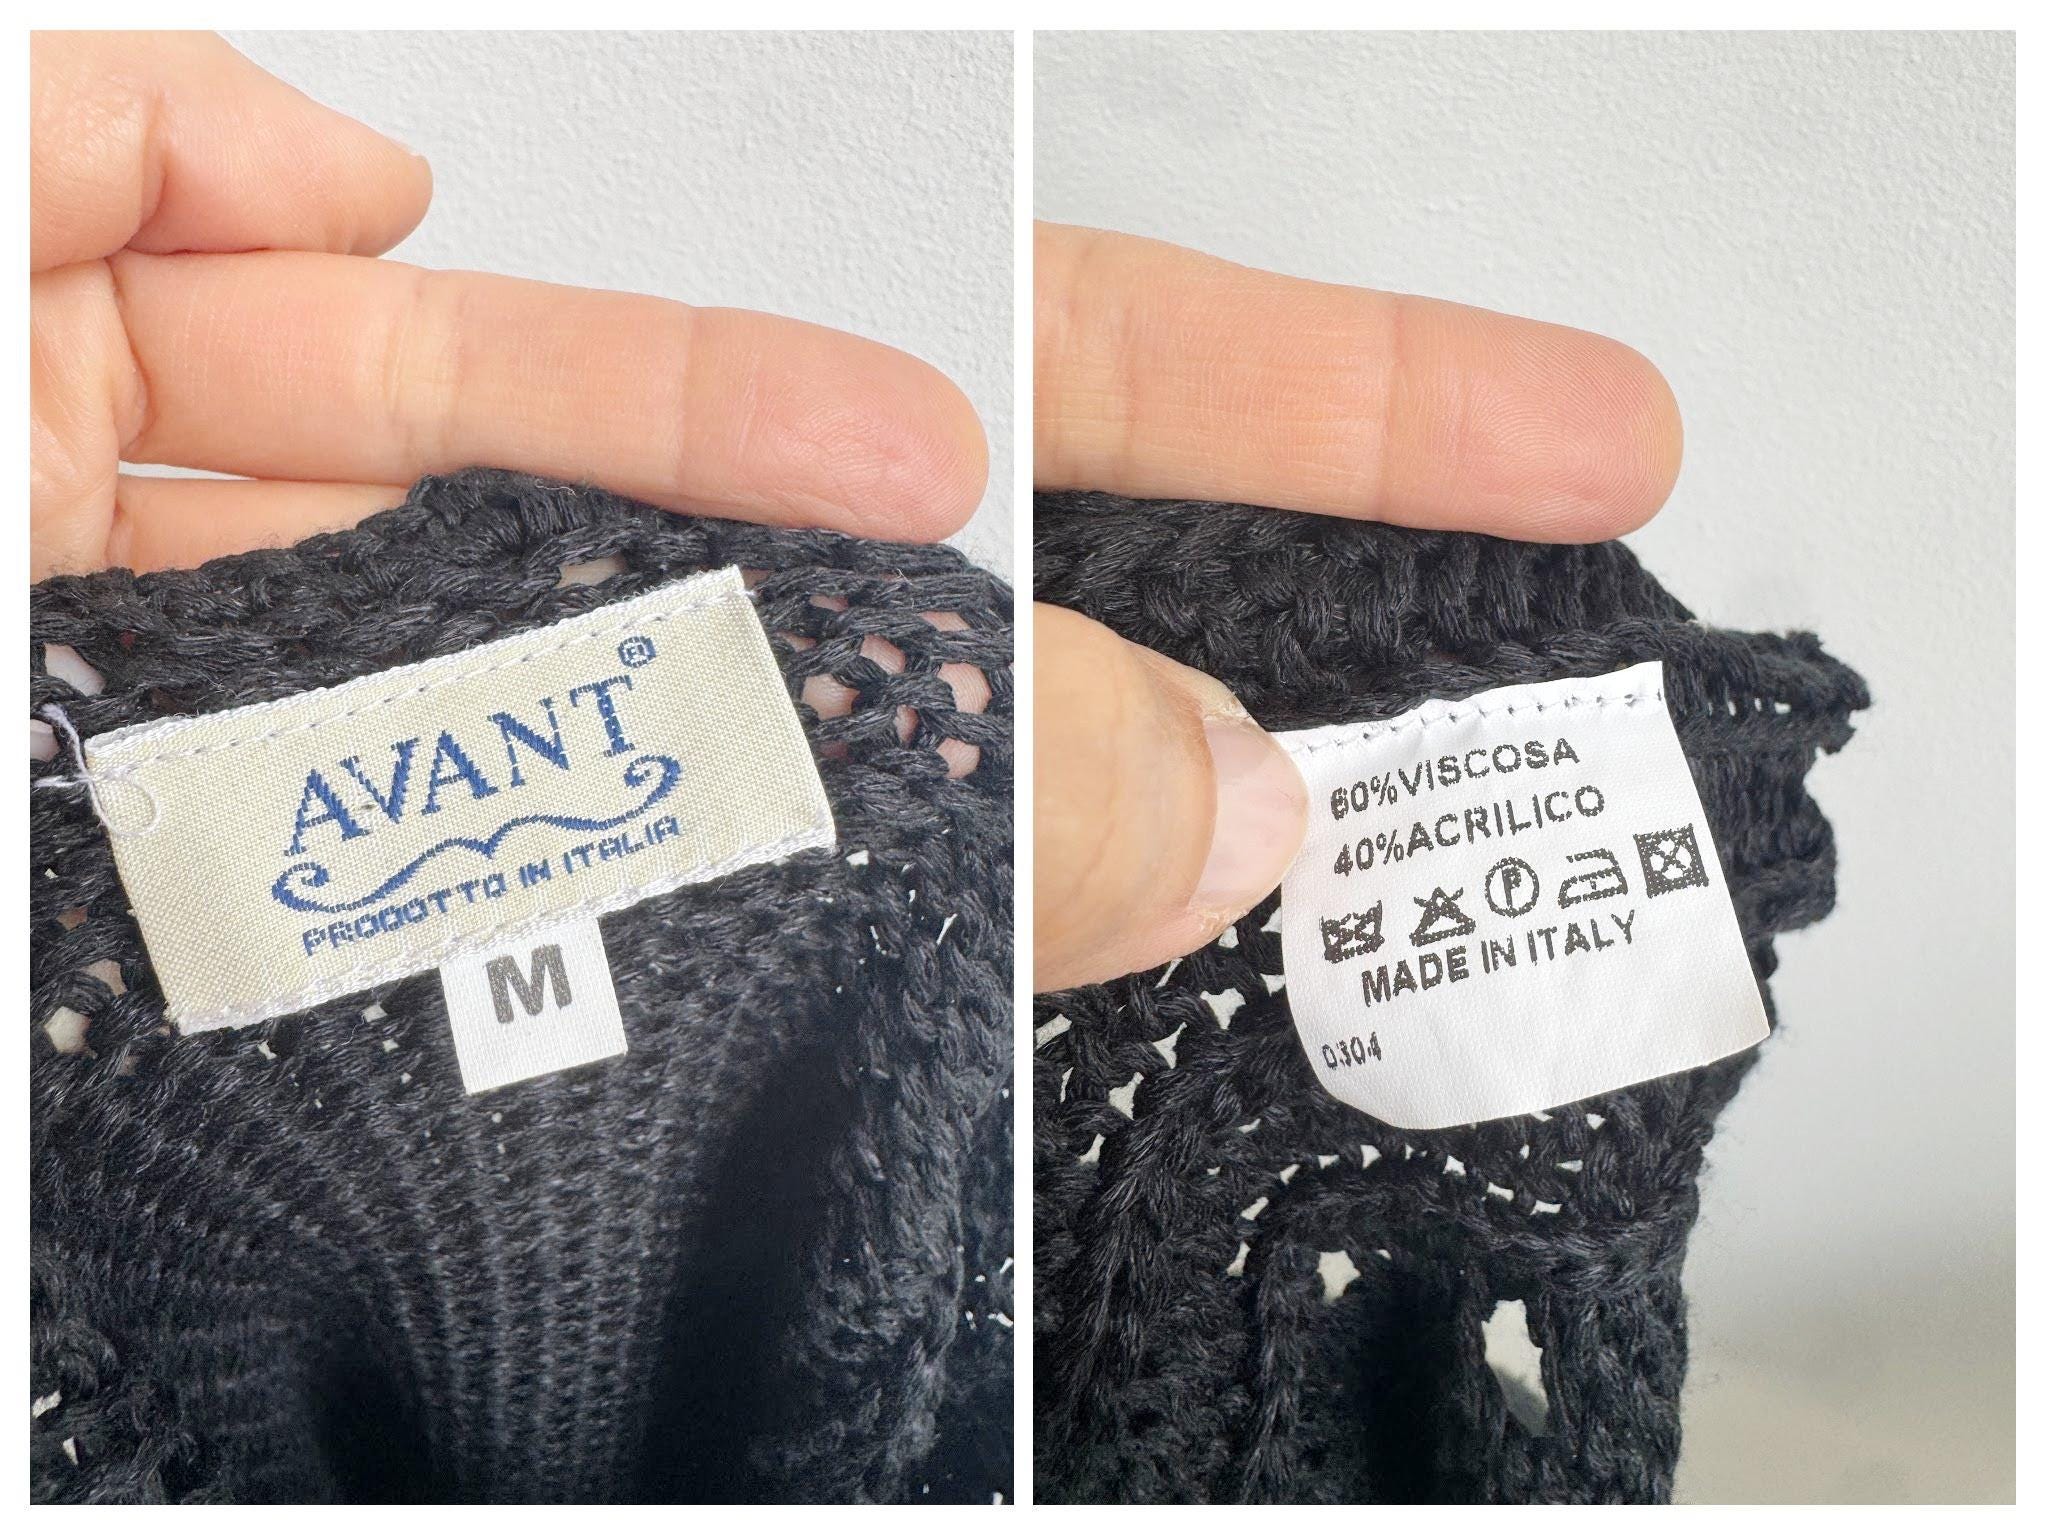 AVANT®
PRODOTTO IN ITALIA
M
60%VISCOSA
40%ACRILICO
P
MADE IN ITALY
0304